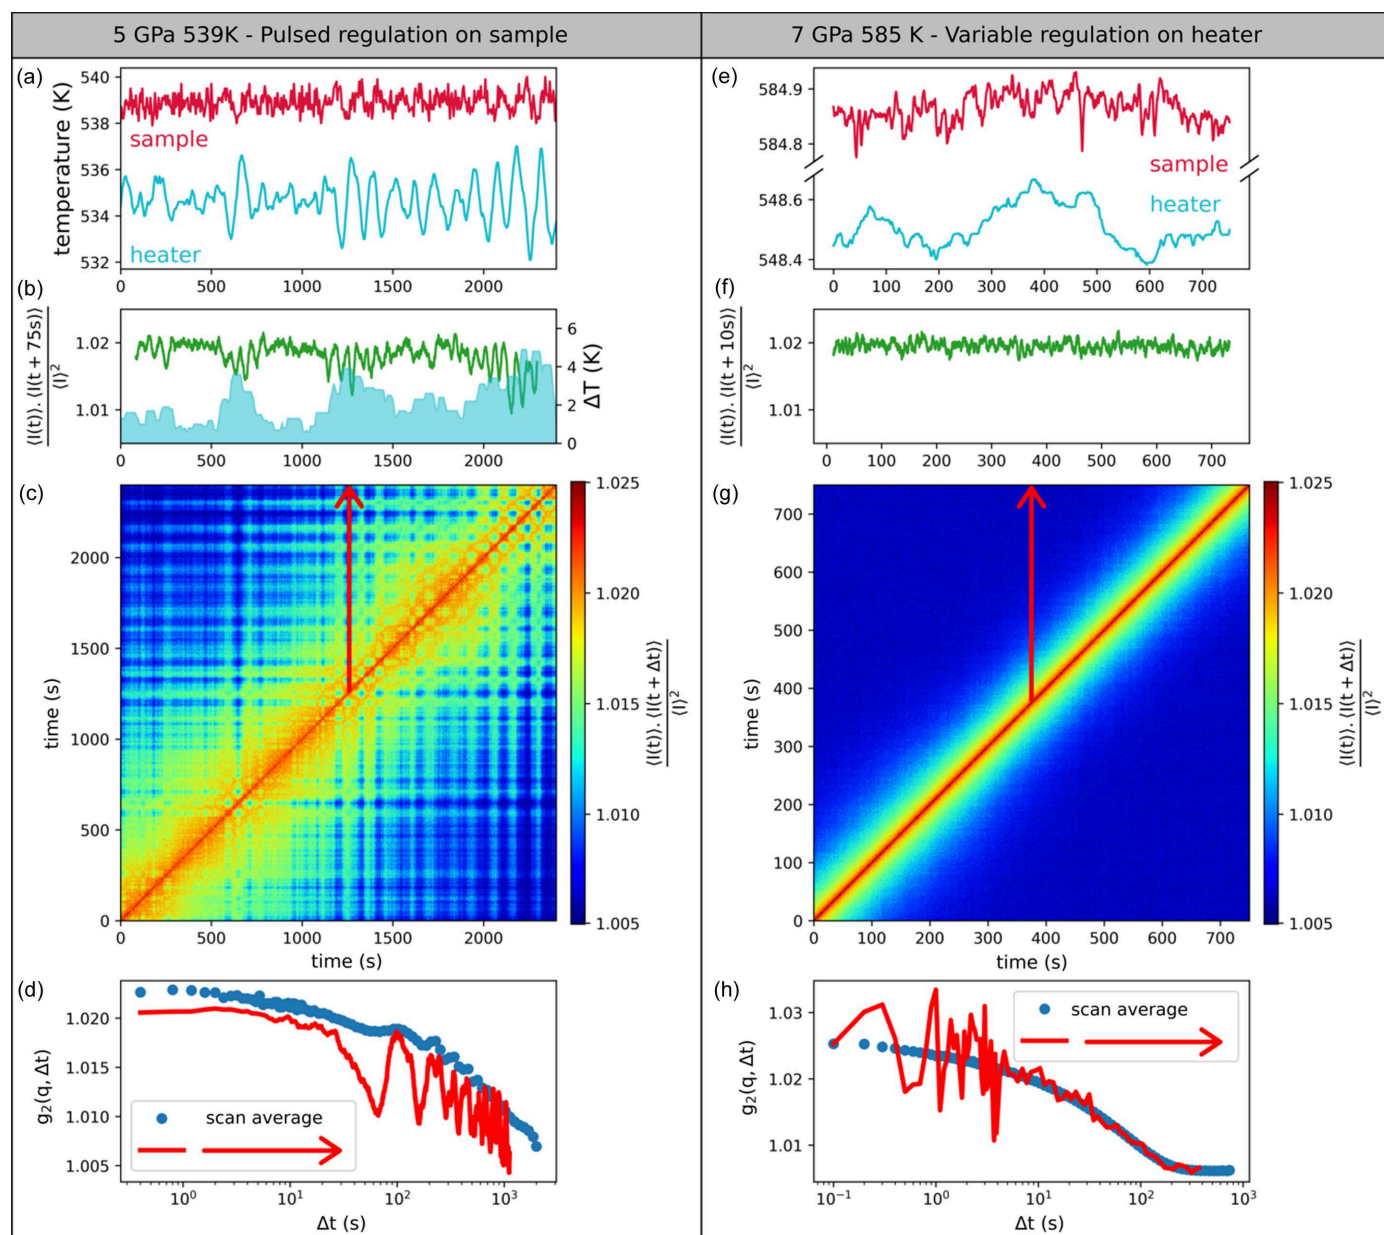 5 GPa 539K - Pulsed regulation on sample
7 GPa 585 K - Variable regulation on heater
(a)
temperature (K)
540
538
536
534
532
sample
heater
0 500 1000 1500 2000
(b)
⟨I(t)⟩. ⟨I(t + 75s)⟩
⟨I⟩²
1.02
1.01
6
4
2
0
ΔT (K)
0 500 1000 1500 2000
(c)
time (s)
2000
1500
1000
500
0
0 500 1000 1500 2000
time (s)
1.025
1.020
1.015
1.010
1.005
⟨I(t)⟩. ⟨I(t + Δt)⟩
⟨I⟩²
(d)
g₂(q, Δt)
1.020
1.015
1.010
1.005
scan average
10⁰ 10¹ 10² 10³
Δt (s)
(e)
584.9
584.8
548.6
548.4
sample
heater
0 100 200 300 400 500 600 700
(f)
⟨I(t)⟩. ⟨I(t + 10s)⟩
⟨I⟩²
1.02
1.01
0 100 200 300 400 500 600 700
(g)
time (s)
700
600
500
400
300
200
100
0
0 100 200 300 400 500 600 700
time (s)
1.025
1.020
1.015
1.010
1.005
⟨I(t)⟩. ⟨I(t + Δt)⟩
⟨I⟩²
(h)
g₂(q, Δt)
1.03
1.02
1.01
scan average
10⁻¹ 10⁰ 10¹ 10² 10³
Δt (s)